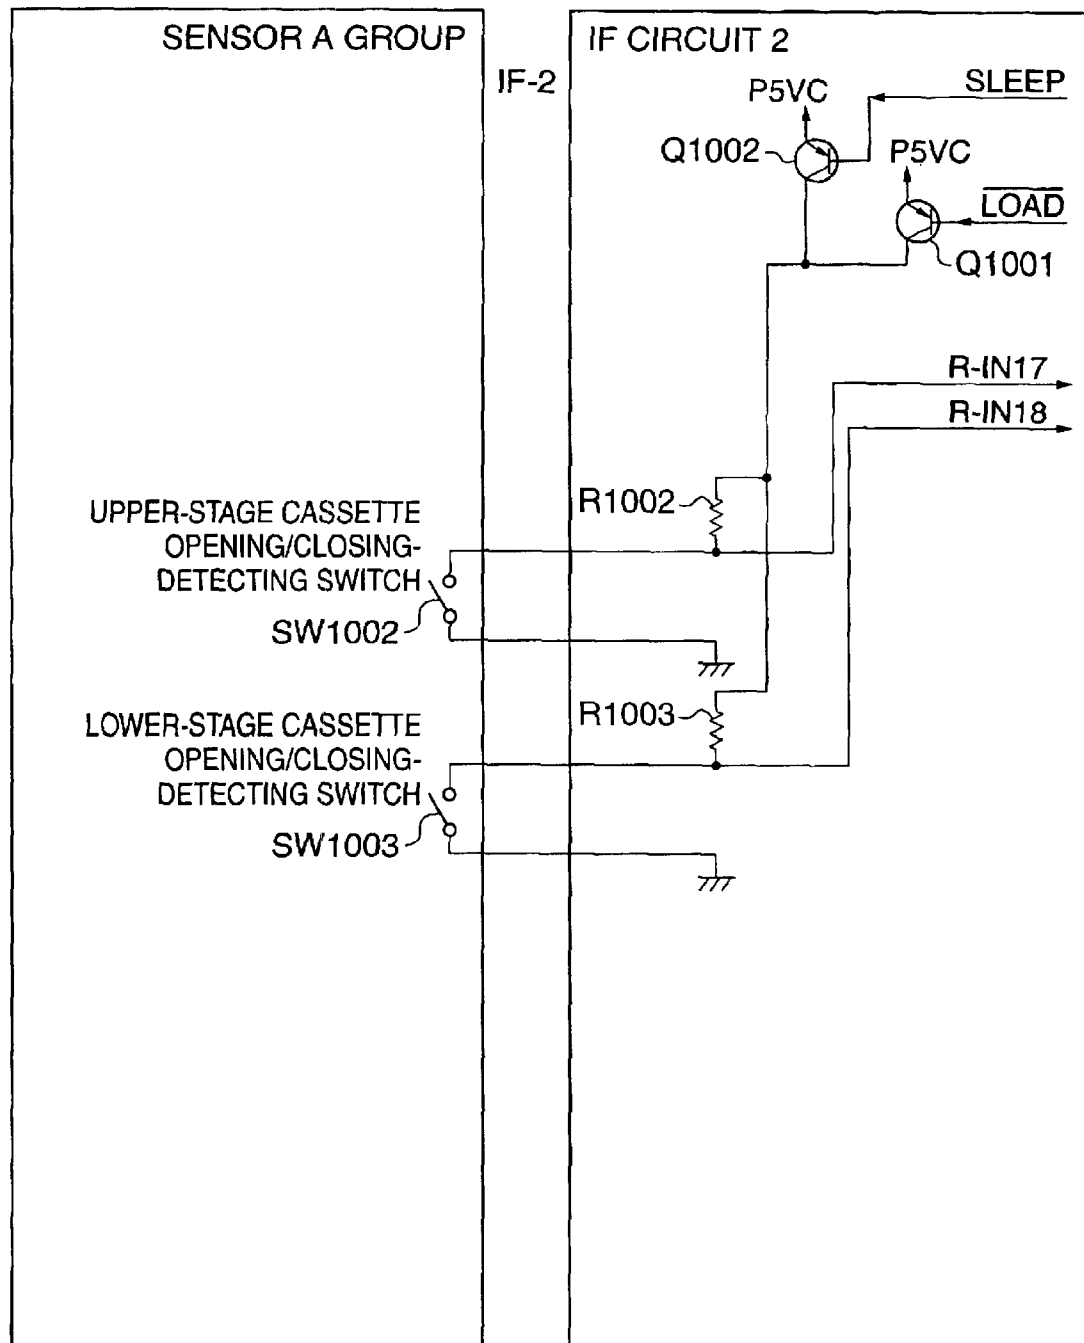 SENSOR A GROUP
IF-2
IF CIRCUIT 2
SLEEP
P5VC
Q1002
P5VC
LOAD
Q1001
R-IN17
R-IN18
R1002
UPPER-STAGE CASSETTE
OPENING/CLOSING-
DETECTING SWITCH
SW1002
R1003
LOWER-STAGE CASSETTE
OPENING/CLOSING-
DETECTING SWITCH
SW1003